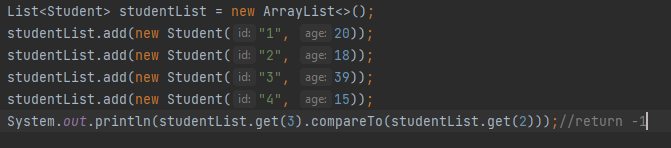 List<Student> studentList = new ArrayList<>();
studentList.add(new Student( id: "1", age: 20));
studentList.add(new Student( id: "2", age: 18));
studentList.add(new Student( id: "3", age: 39));
studentList.add(new Student( id: "4", age: 15));
System.out.println(studentList.get(3).compareTo(studentList.get(2)));//return -1